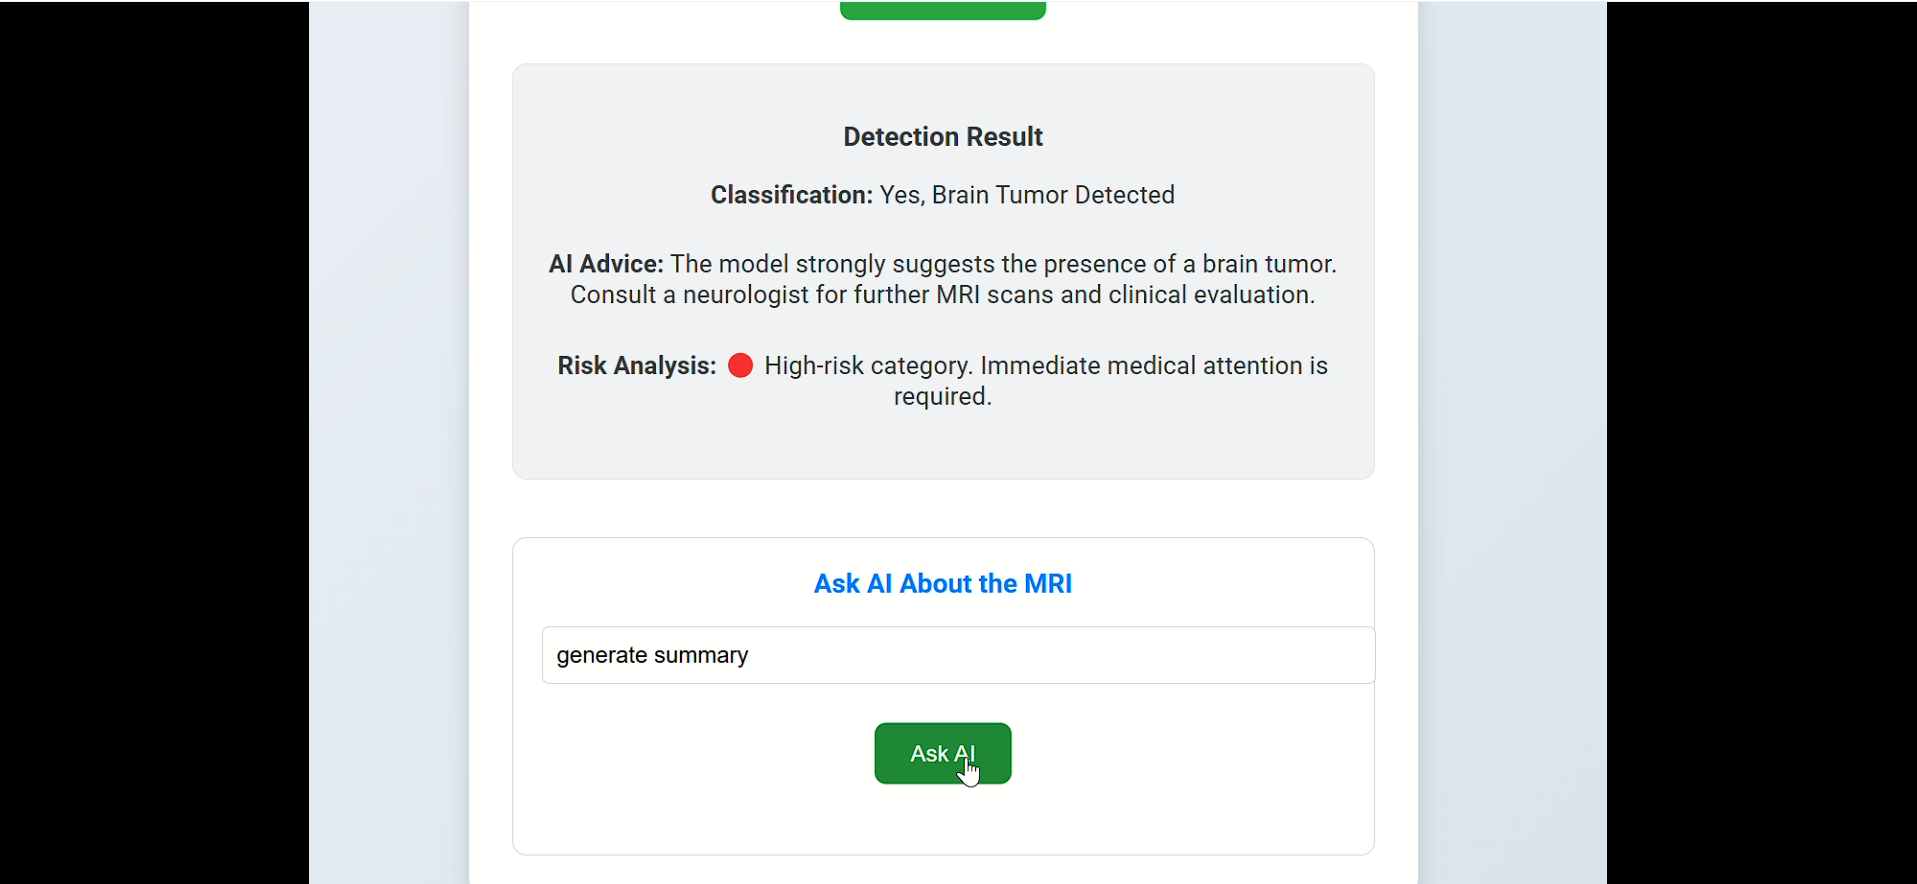 Detection Result
Classification: Yes, Brain Tumor Detected
AI Advice: The model strongly suggests the presence of a brain tumor.
Consult a neurologist for further MRI scans and clinical evaluation.
Risk Analysis: 🔴 High-risk category. Immediate medical attention is
required.
Ask AI About the MRI
generate summary
Ask AI